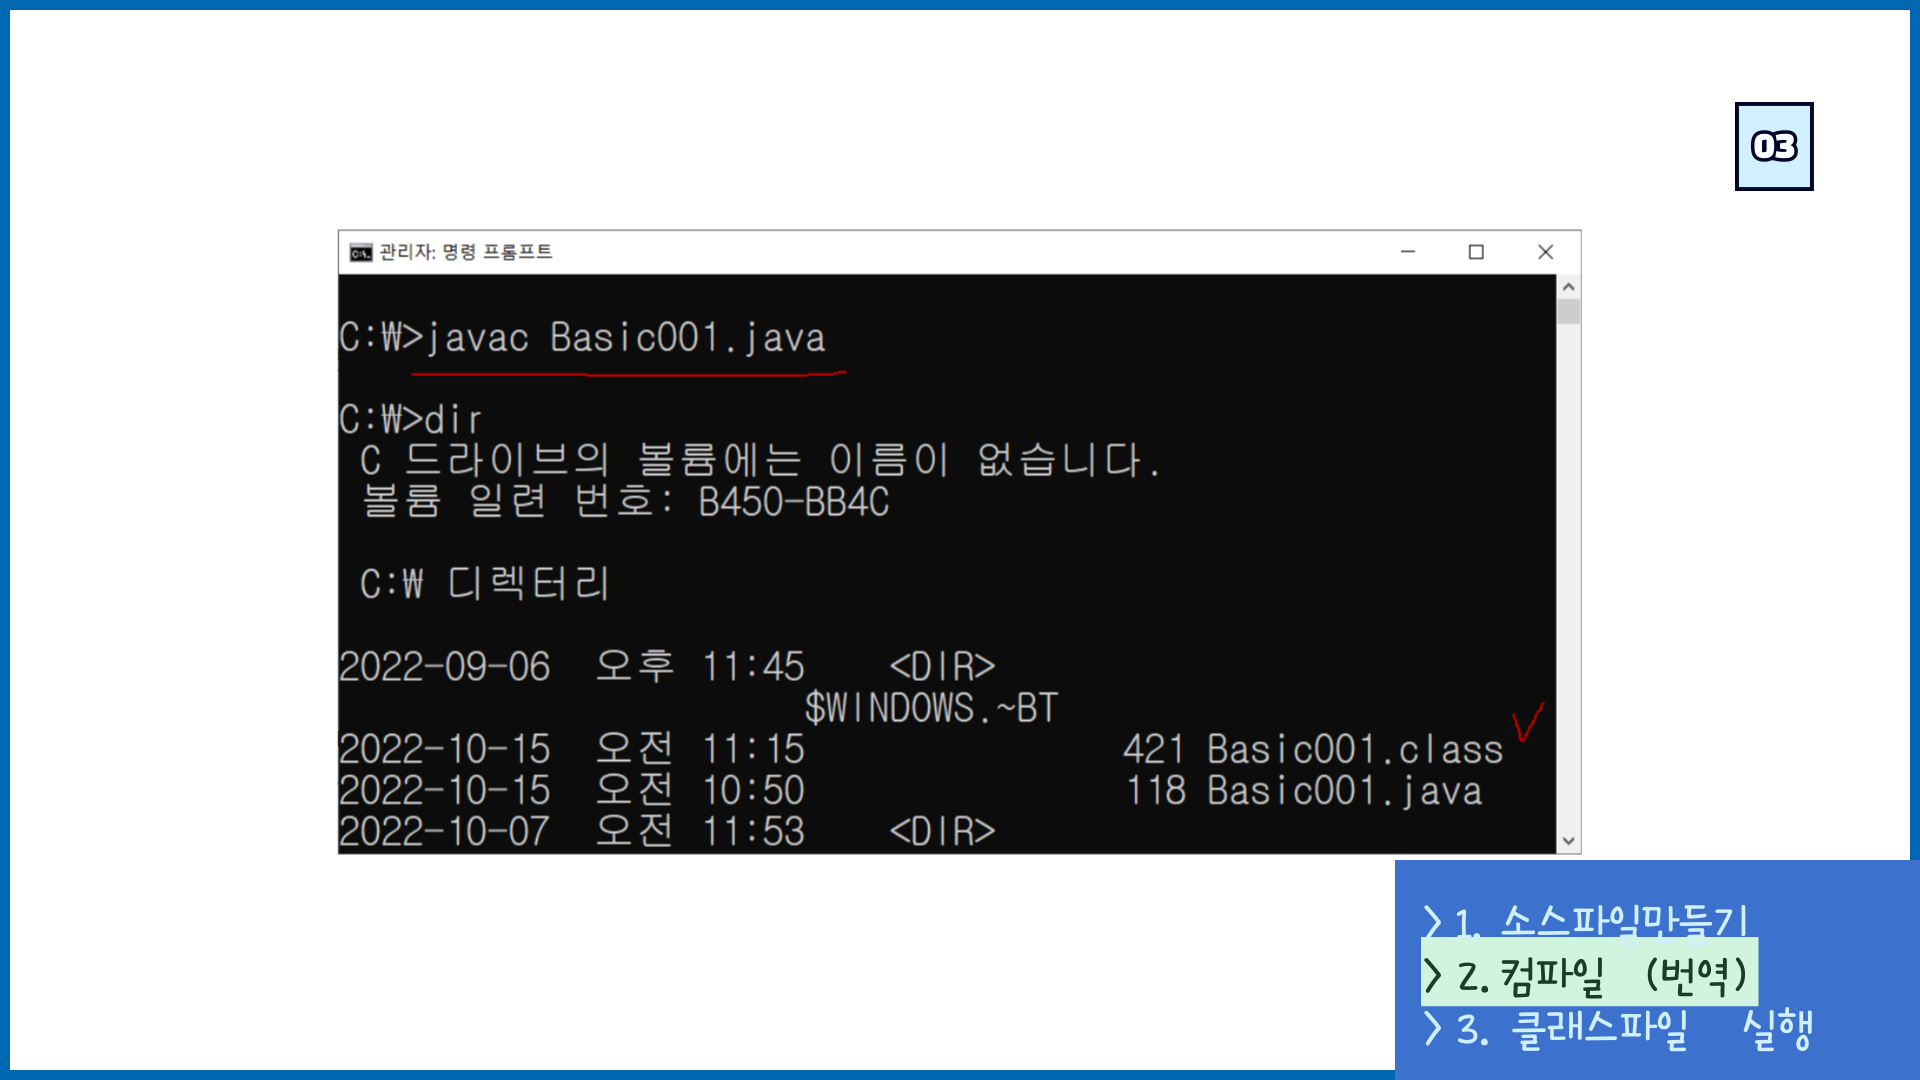 03
관리자: 명령 프롬프트
C:₩>javac Basic001.java
C:₩>dir
C 드라이브의 볼륨에는 이름이 없습니다.
볼륨 일련 번호: B450-BB4C
C:₩ 디렉터리
2022-09-06 오후 11:45 <DIR>
$WINDOWS.~BT
2022-10-15 오전 11:15 421 Basic001.class
2022-10-15 오전 10:50 118 Basic001.java
2022-10-07 오전 11:53 <DIR>
> 1. 소스파일만들기
> 2. 컴파일 (번역)
> 3. 클래스파일 실행